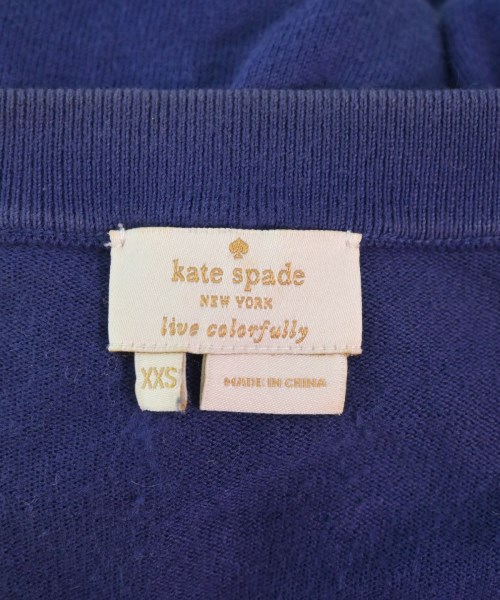 kate spade
NEW YORK
live colorfully
XXS
MADE IN CHINA